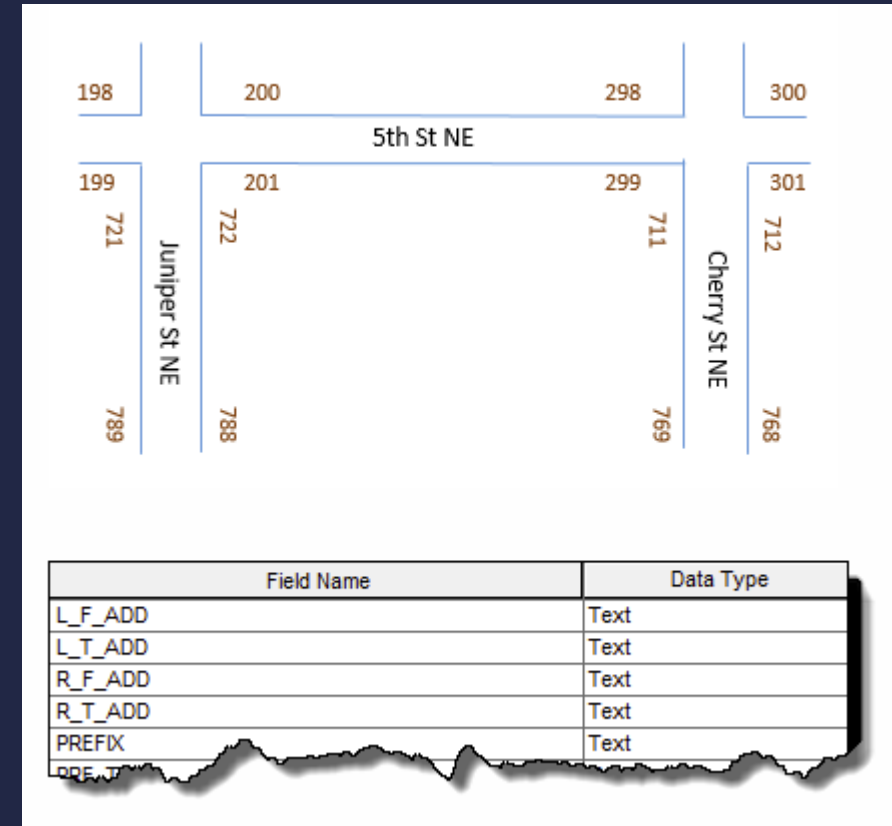 198 200 298 300
5th St NE
199 201 299 301
721 722 711 712
Juniper St NE
Cherry St NE
789 788 769 768
Field Name Data Type
L_F_ADD Text
L_T_ADD Text
R_F_ADD Text
R_T_ADD Text
PREFIX Text